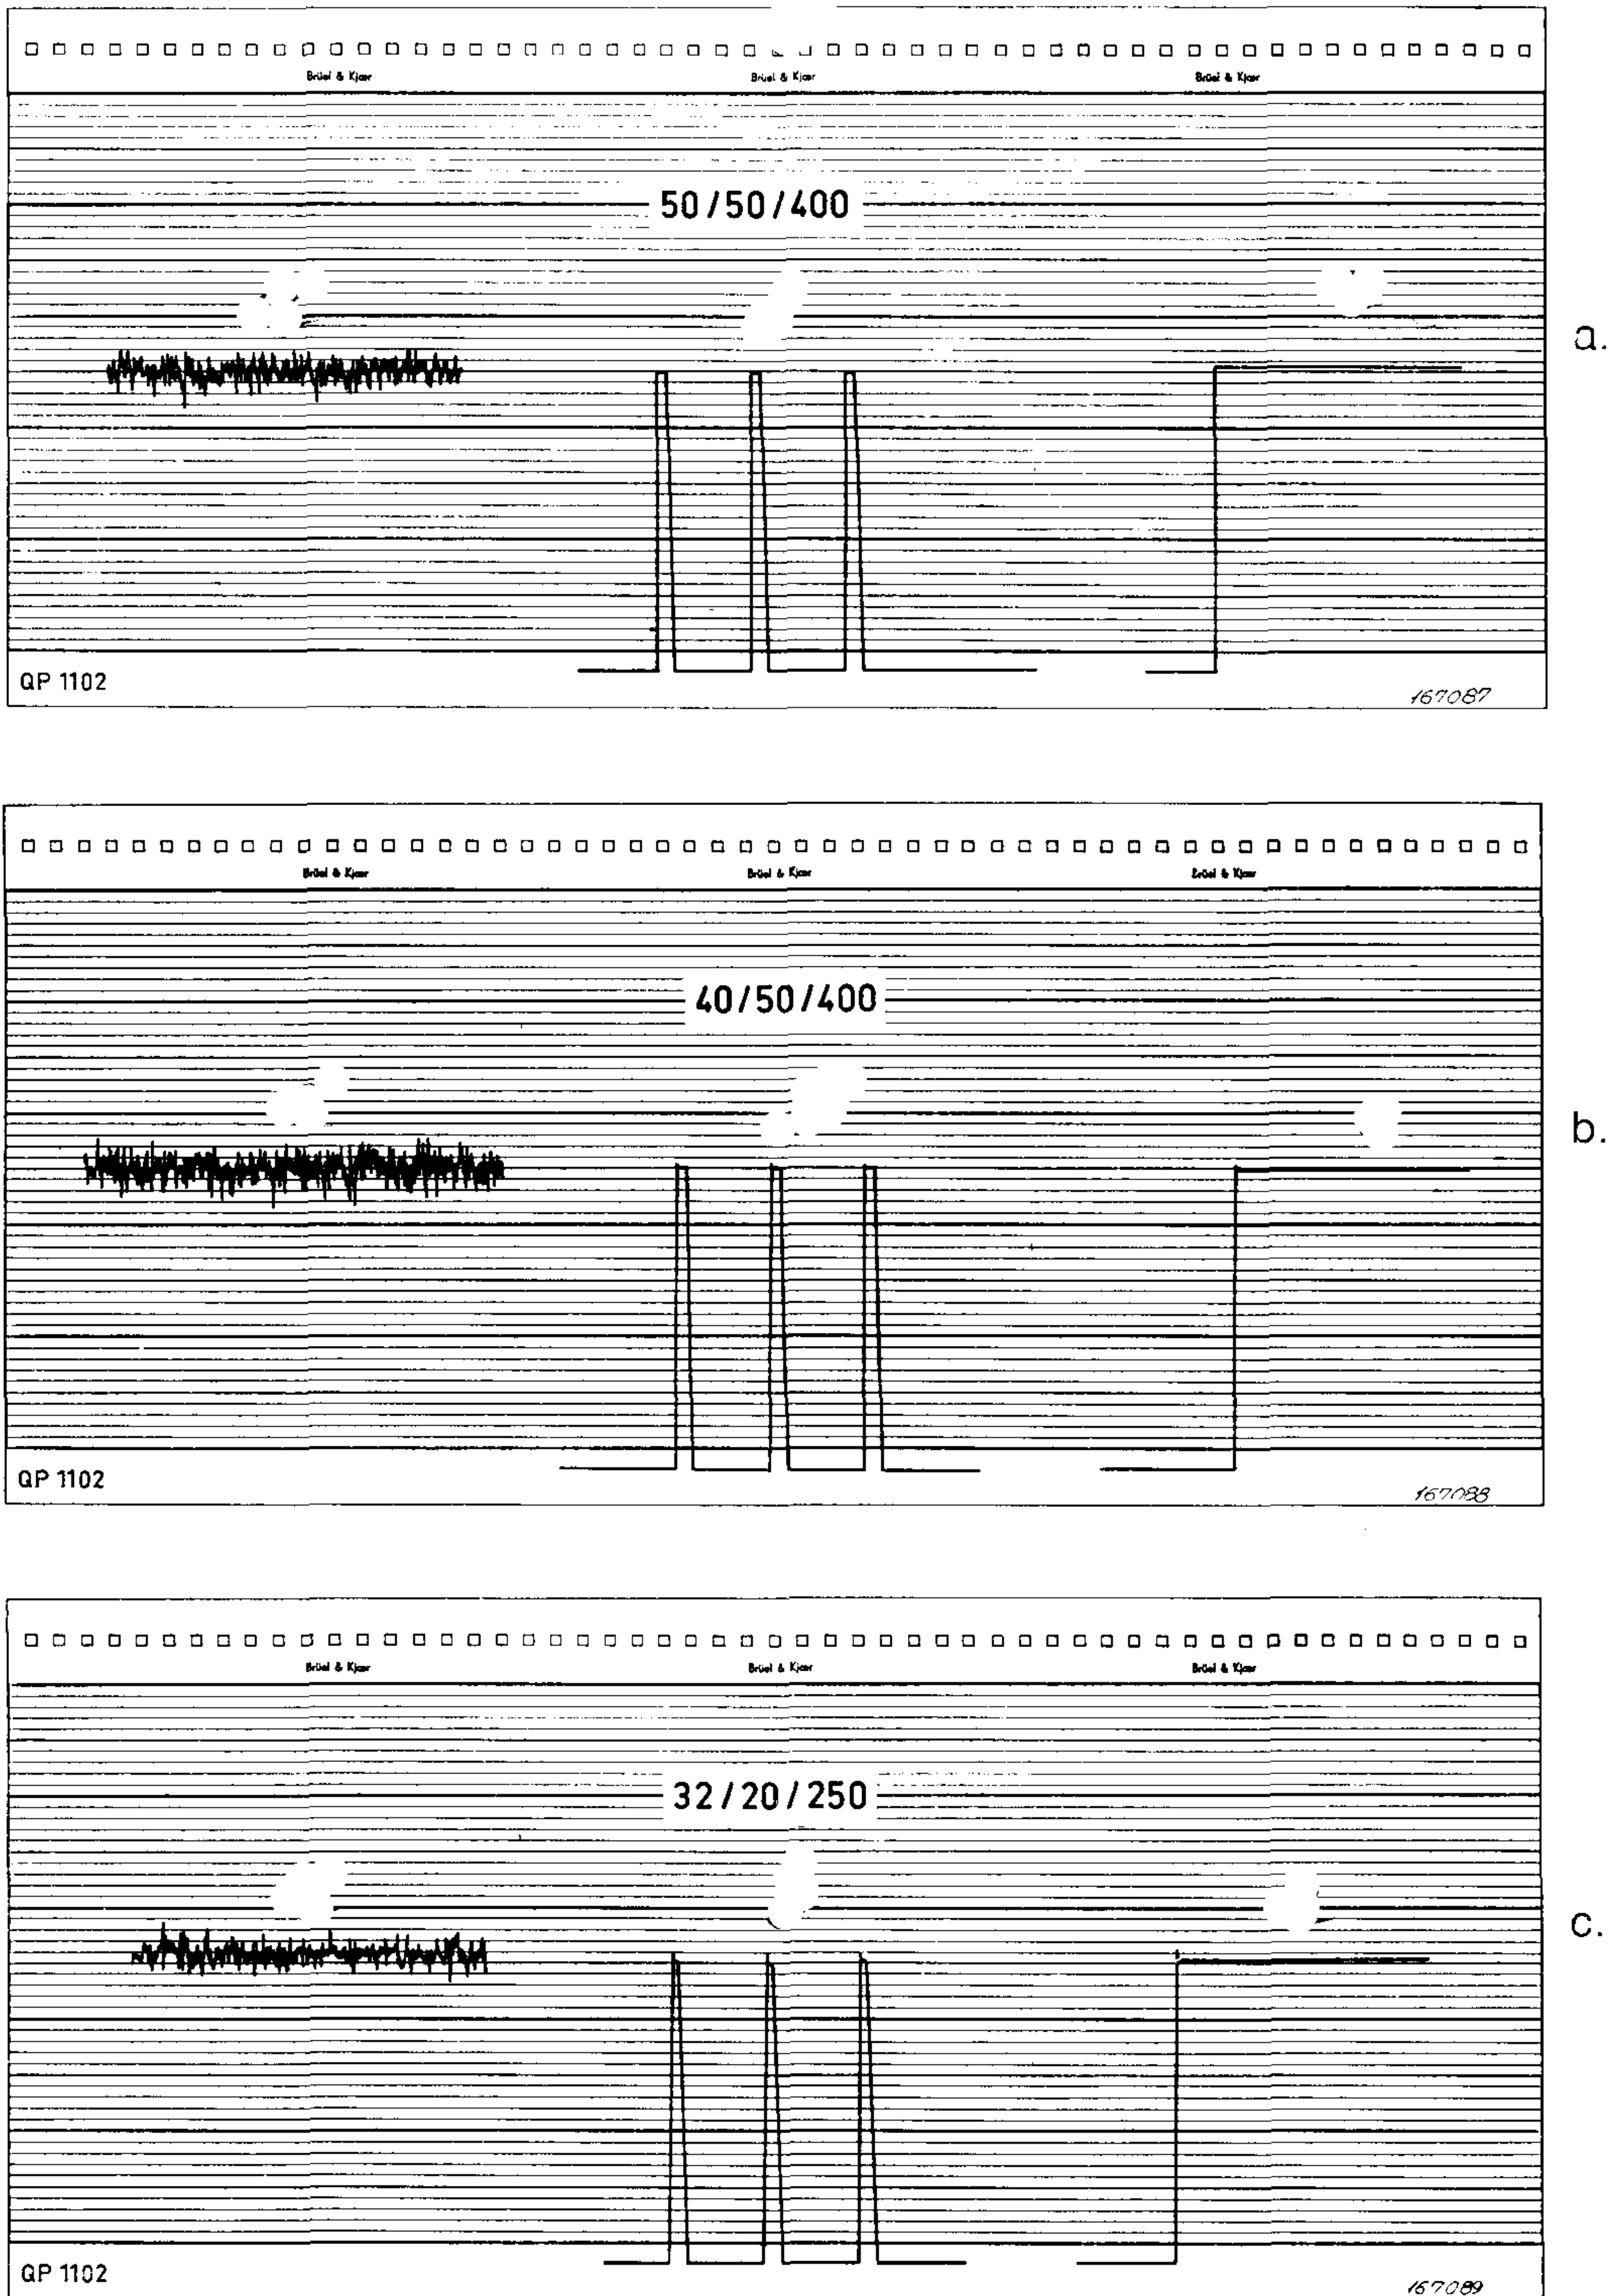 Brüel & Kjær Brüel & Kjær Brüel & Kjær
50/50/400
a.
QP 1102
167087
Brüel & Kjær Brüel & Kjær Brüel & Kjær
40/50/400
b.
QP 1102
167088
Brüel & Kjær Brüel & Kjær Brüel & Kjær
32/20/250
c.
QP 1102
167089